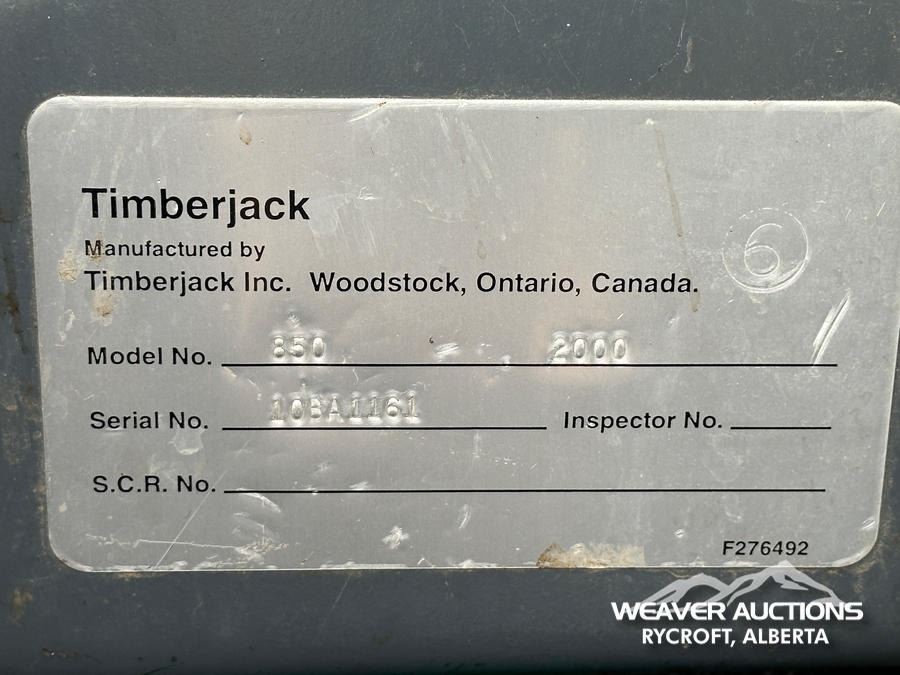 Timberjack
Manufactured by
Timberjack Inc. Woodstock, Ontario, Canada.
6
Model No. 850 2000
Serial No. 10BA1161 Inspector No.
S.C.R. No.
F276492
WEAVER AUCTIONS
RYCROFT, ALBERTA